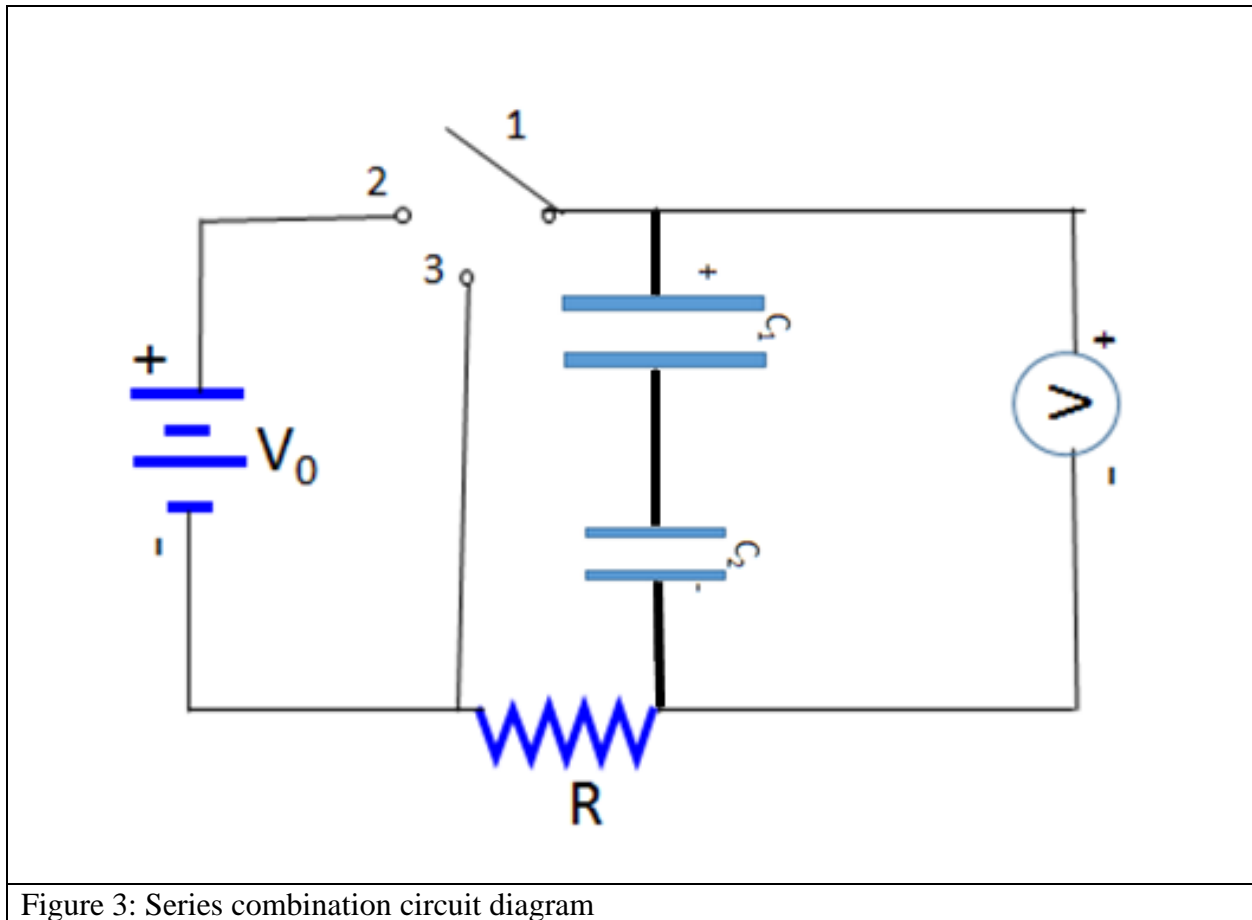 1
2
3
+
C₁
+
+
V₀
V
-
-
C₂
-
R
Figure 3: Series combination circuit diagram